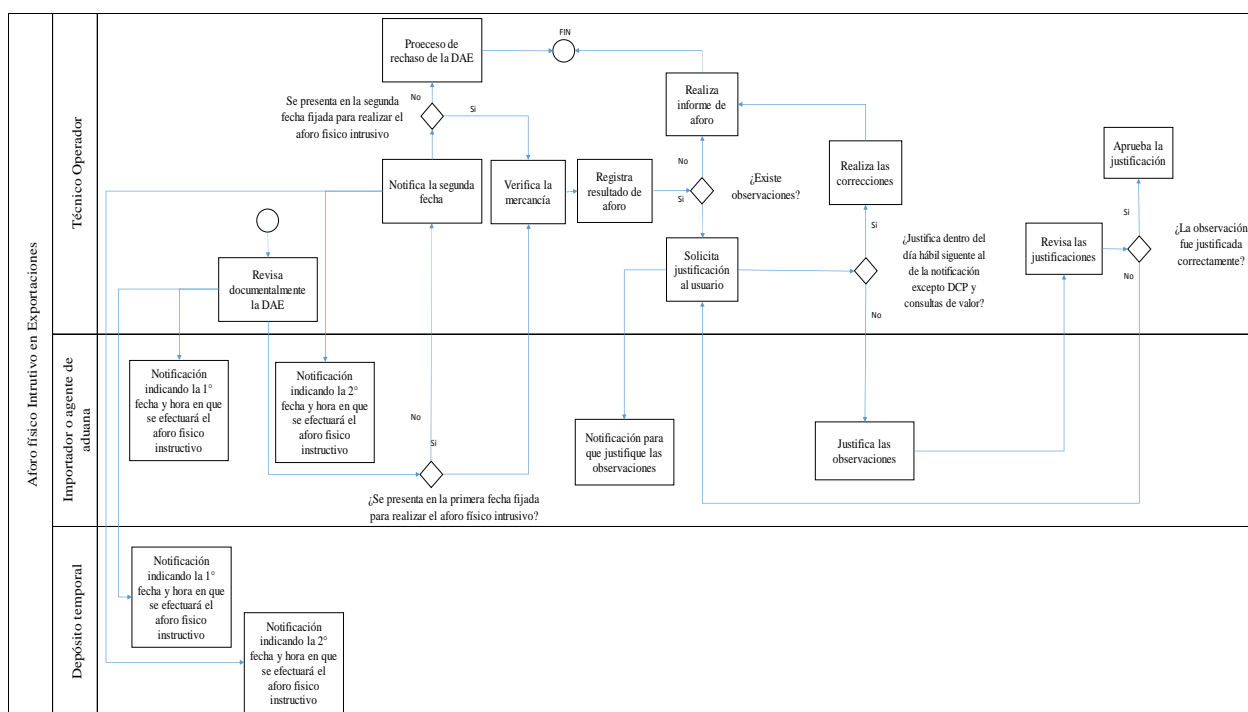 Aforo físico Intrutivo en Exportaciones
Técnico Operador
FIN
Proeceso de
rechaso de la DAE
No
Se presenta en la segunda
fecha fijada para realizar el
aforo fisico intrusivo
Si
Realiza
informe de
aforo
Notifica la segunda
fecha
Verifica la
mercancía
Registra
resultado de
aforo
No
Si
¿Existe
observaciones?
Realiza las
correcciones
Aprueba la
justificación
Revisa
documentalmente
la DAE
Solicita
justificación
al usuario
Si
¿Justifica dentro del
día hábil siguente al
de la notificación
excepto DCP y
consultas de valor?
No
Revisa las
justificaciones
Si
No
¿La observación
fue justificada
correctamente?
Importador o agente de
aduana
Notificación
indicando la 1°
fecha y hora en que
se efectuará el
aforo fisico
instructivo
Notificación
indicando la 2°
fecha y hora en que
se efectuará el
aforo fisico
instructivo
No
Si
¿Se presenta en la primera fecha fijada
para realizar el aforo físico intrusivo?
Notificación para
que justifique las
observaciones
Justifica las
observaciones
Depósito temporal
Notificación
indicando la 1°
fecha y hora en que
se efectuará el
aforo fisico
instructivo
Notificación
indicando la 2°
fecha y hora en que
se efectuará el
aforo fisico
instructivo